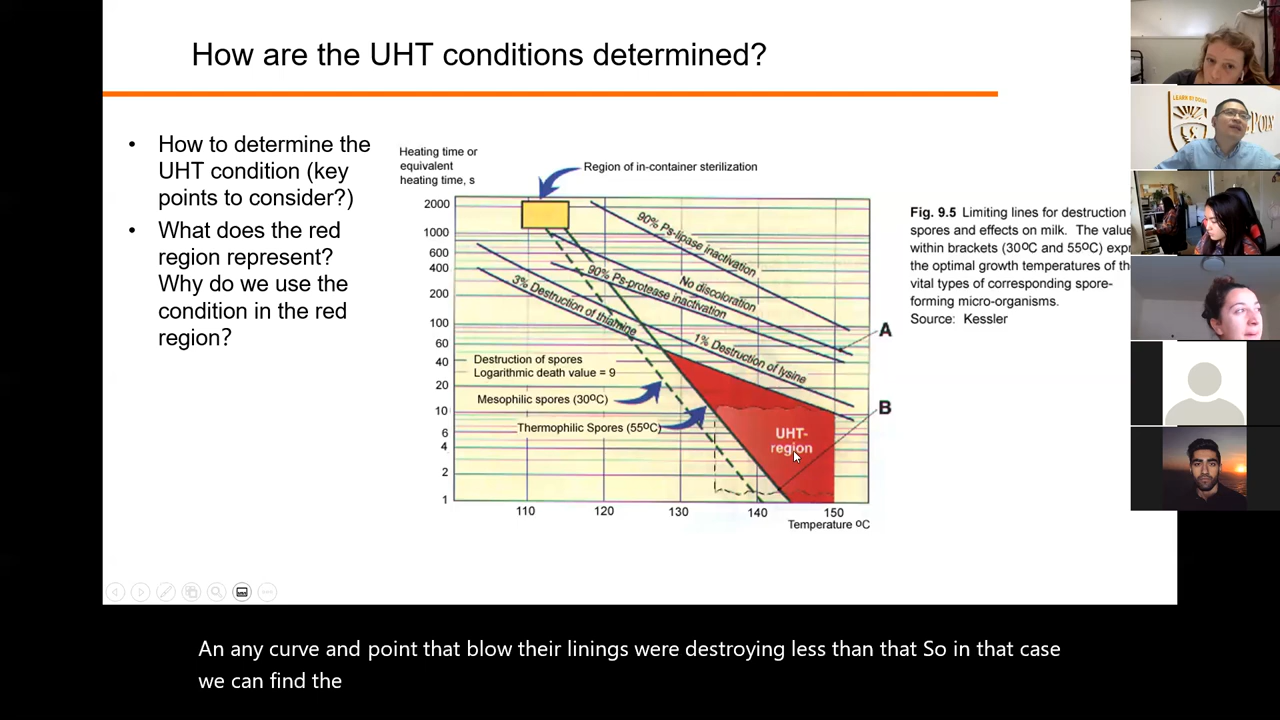 How are the UHT conditions determined?
• How to determine the
UHT condition (key
points to consider?)
• What does the red
region represent?
Why do we use the
condition in the red
region?
Heating time or
equivalent
heating time, s
Region of in-container sterilization
2000
1000
600
400
200
100
60
40
20
10
6
4
2
1
90% Ps-lipase inactivation
No discoloration
90% Ps-protease inactivation
3% Destruction of thiamine
1% Destruction of lysine
Destruction of spores
Logarithmic death value = 9
Mesophilic spores (30ºC)
Thermophilic Spores (55ºC)
UHT-
region
A
B
110 120 130 140 150
Temperature ºC
Fig. 9.5 Limiting lines for destruction
spores and effects on milk. The value
within brackets (30ºC and 55ºC) expr
the optimal growth temperatures of th
vital types of corresponding spore-
forming micro-organisms.
Source: Kessler
LEARN BY DOING
POLY
An any curve and point that blow their linings were destroying less than that So in that case
we can find the